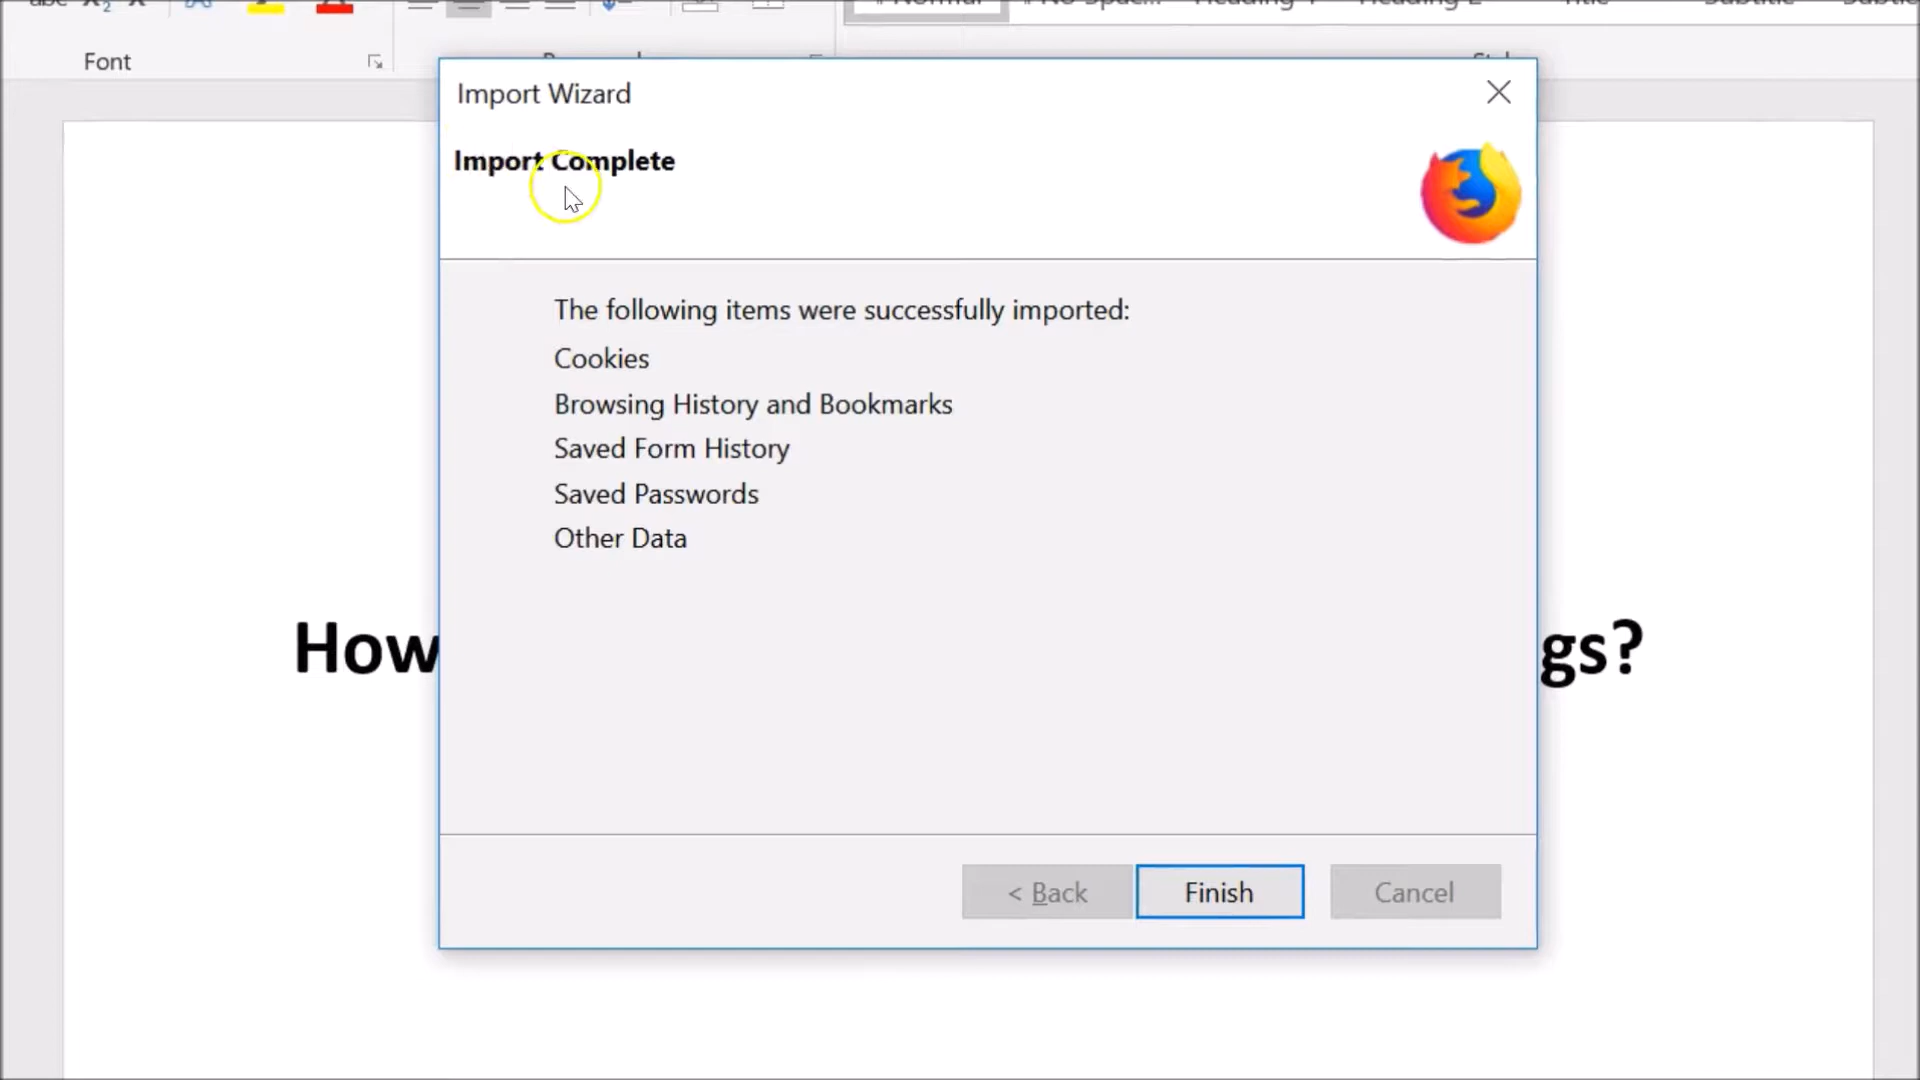 Normal
Font
Import Wizard
Import Complete
The following items were successfully imported:
Cookies
Browsing History and Bookmarks
Saved Form History
Saved Passwords
Other Data
How
gs?
< Back
Finish
Cancel